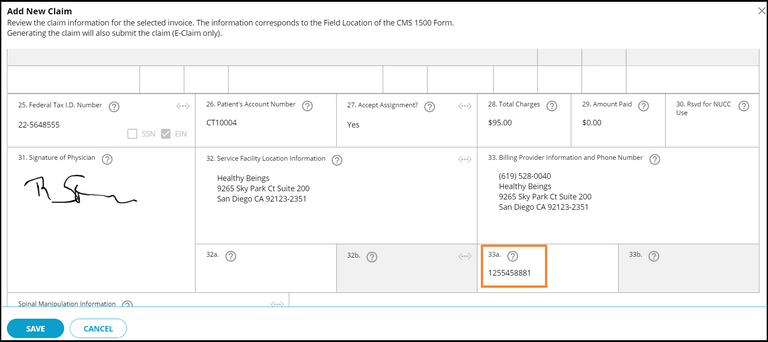 Add New Claim
Review the claim information for the selected invoice. The information corresponds to the Field Location of the CMS 1500 Form.
Generating the claim will also submit the claim (E-Claim only).
25. Federal Tax I.D. Number
22-5648555
SSN EIN
26. Patient's Account Number
CT10004
27. Accept Assignment?
Yes
28. Total Charges
$95.00
29. Amount Paid
$0.00
30. Rsvd for NUCC
Use
31. Signature of Physician
32. Service Facility Location Information
Healthy Beings
9265 Sky Park Ct Suite 200
San Diego CA 92123-2351
33. Billing Provider Information and Phone Number
(619) 528-0040
Healthy Beings
9265 Sky Park Ct Suite 200
San Diego CA 92123-2351
32a.
32b.
33a.
1255458881
33b.
Spinal Manipulation Information
SAVE
CANCEL